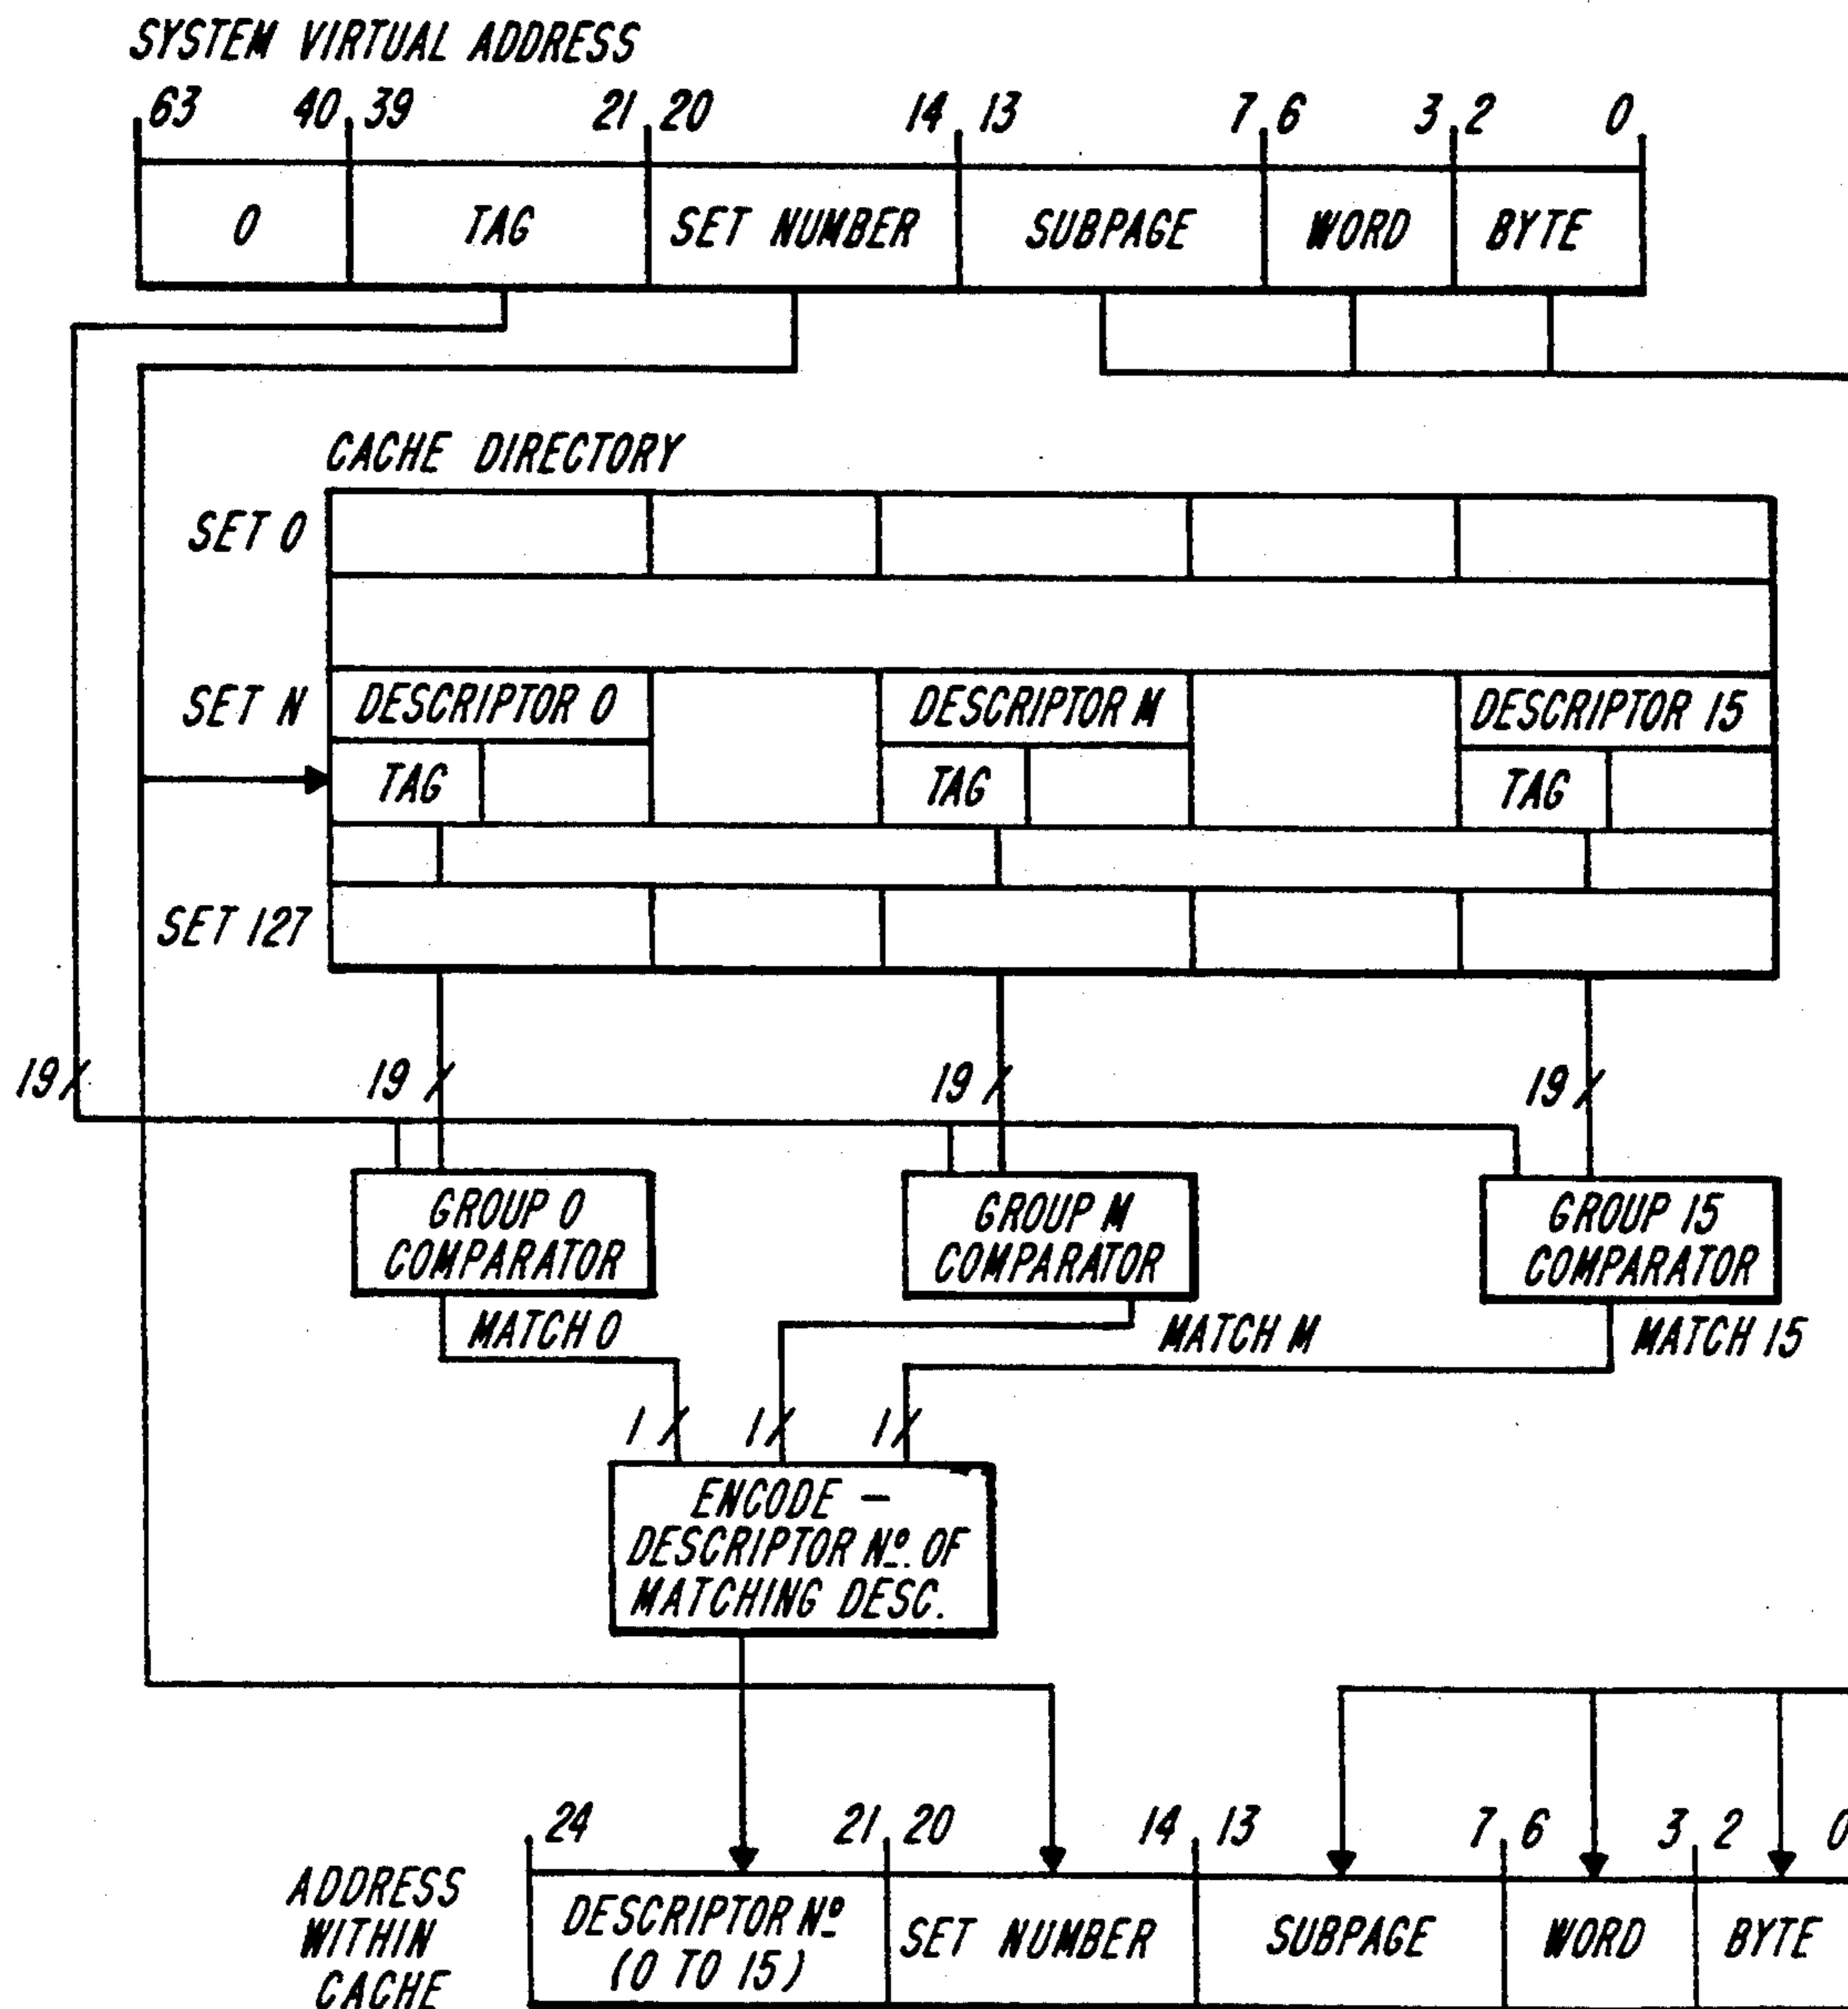 SYSTEM VIRTUAL ADDRESS
63 40 39 21 20 14 13 7 6 3 2 0
0 TAG SET NUMBER SUBPAGE WORD BYTE
CACHE DIRECTORY
SET 0
SET N DESCRIPTOR 0 DESCRIPTOR M DESCRIPTOR 15
TAG TAG TAG
SET 127
19 19 19 19
GROUP 0
COMPARATOR
GROUP M
COMPARATOR
GROUP 15
COMPARATOR
MATCH 0 MATCH M MATCH 15
1 1 1
ENCODE –
DESCRIPTOR Nº. OF
MATCHING DESC.
24 21 20 14 13 7 6 3 2 0
ADDRESS
WITHIN
CACHE
DESCRIPTOR Nº
(0 TO 15)
SET NUMBER SUBPAGE WORD BYTE